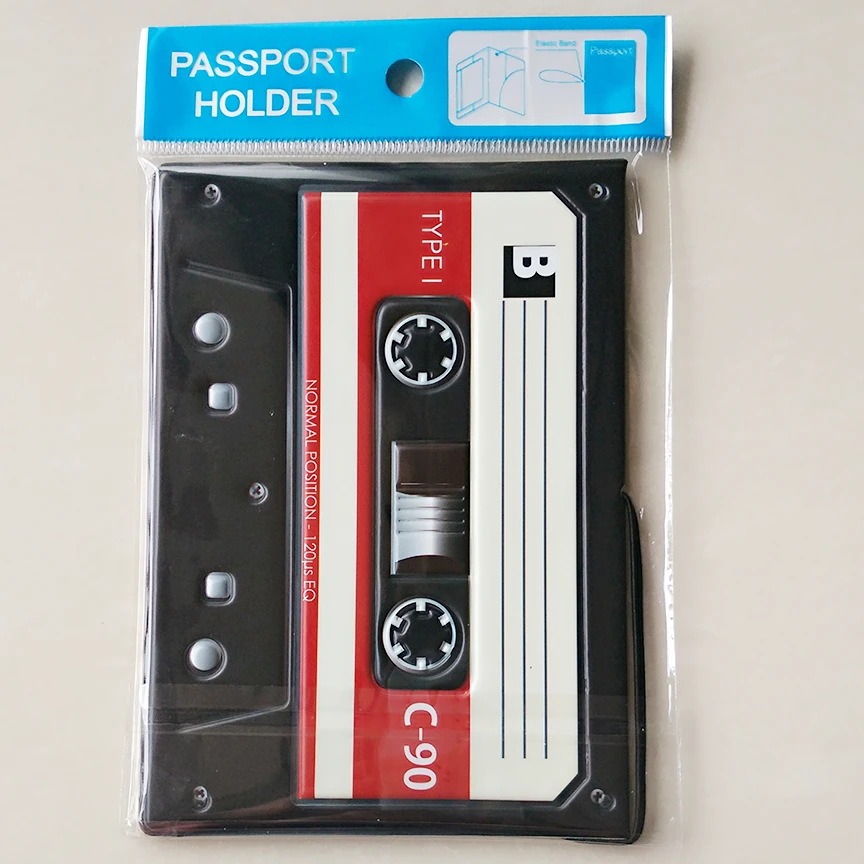 PASSPORT
HOLDER
Elastic Band
Passport
B
TYPE I
C-90
NORMAL POSITION - 120µs EQ